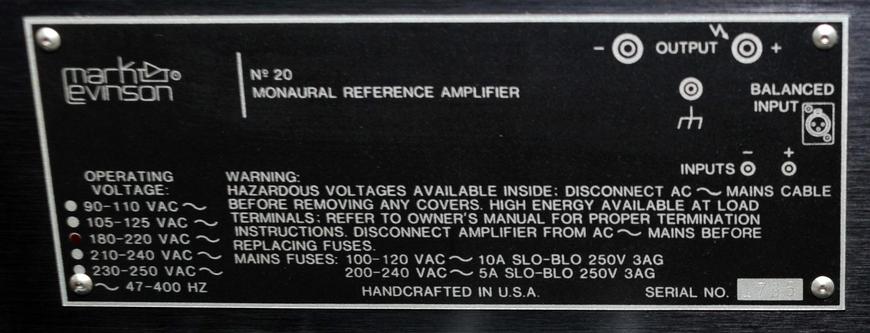 mark levinson ®
Nº 20
MONAURAL REFERENCE AMPLIFIER
- OUTPUT +
BALANCED
INPUT
- +
INPUTS
OPERATING
VOLTAGE:
90-110 VAC ~
105-125 VAC ~
180-220 VAC ~
210-240 VAC ~
230-250 VAC ~
~ 47-400 HZ
WARNING:
HAZARDOUS VOLTAGES AVAILABLE INSIDE: DISCONNECT AC ~ MAINS CABLE
BEFORE REMOVING ANY COVERS. HIGH ENERGY AVAILABLE AT LOAD
TERMINALS: REFER TO OWNER'S MANUAL FOR PROPER TERMINATION
INSTRUCTIONS. DISCONNECT AMPLIFIER FROM AC ~ MAINS BEFORE
REPLACING FUSES.
MAINS FUSES: 100-120 VAC ~ 10A SLO-BLO 250V 3AG
200-240 VAC ~ 5A SLO-BLO 250V 3AG
HANDCRAFTED IN U.S.A.
SERIAL NO.